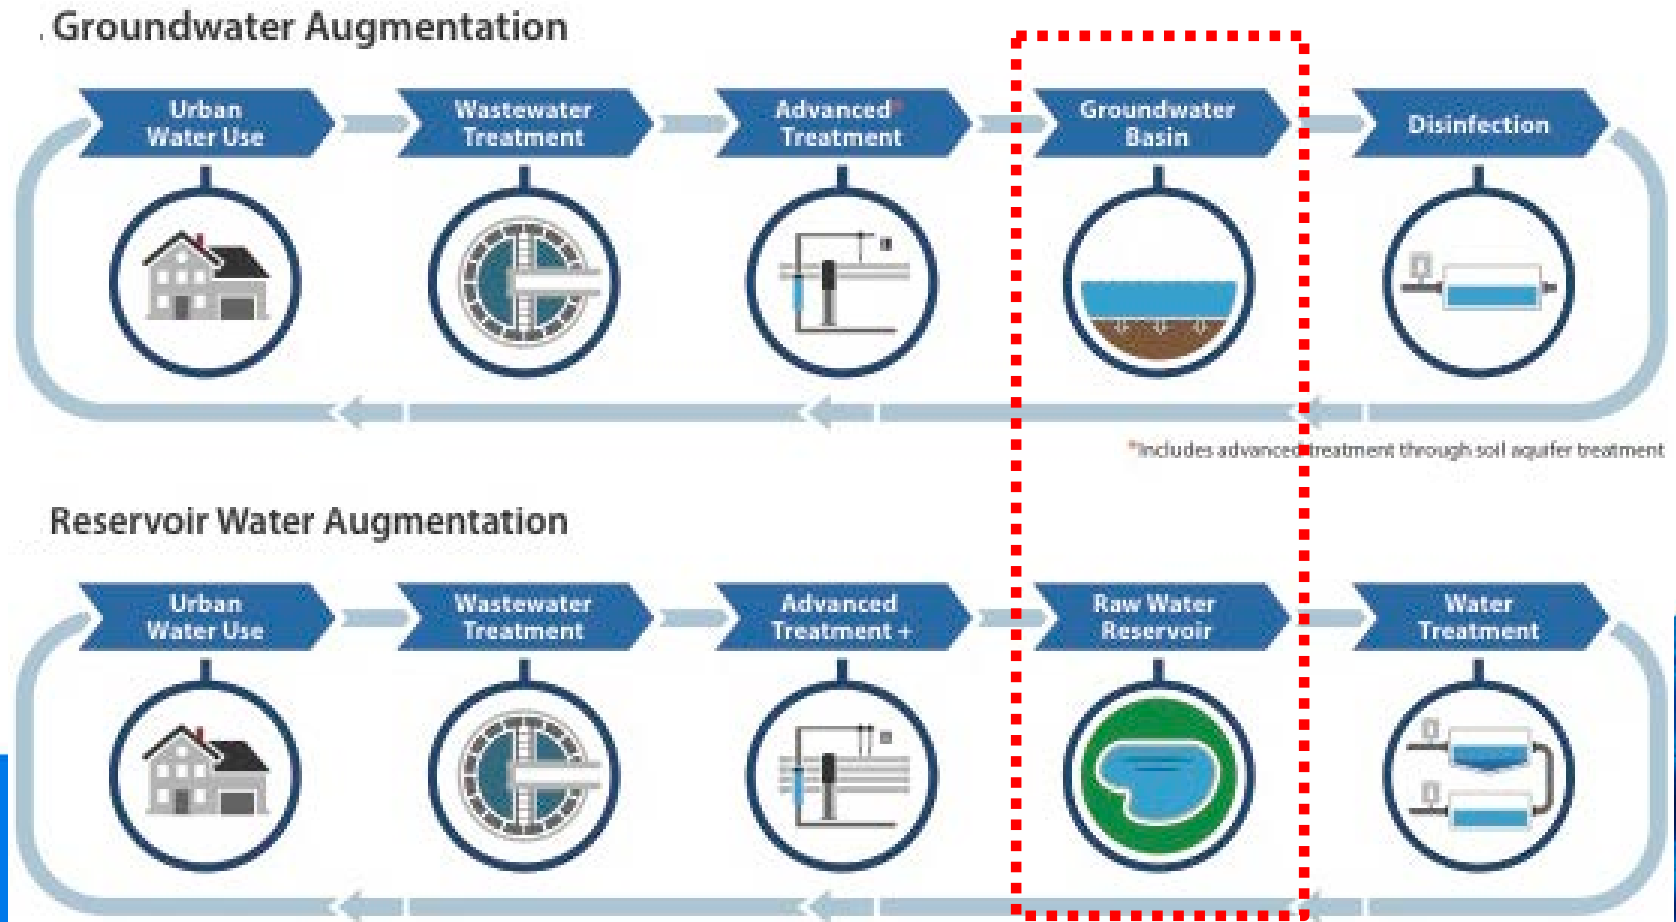 . Groundwater Augmentation
Urban
Water Use
Wastewater
Treatment
Advanced*
Treatment
Groundwater
Basin
Disinfection
*Includes advanced treatment through soil aquifer treatment
Reservoir Water Augmentation
Urban
Water Use
Wastewater
Treatment
Advanced
Treatment +
Raw Water
Reservoir
Water
Treatment